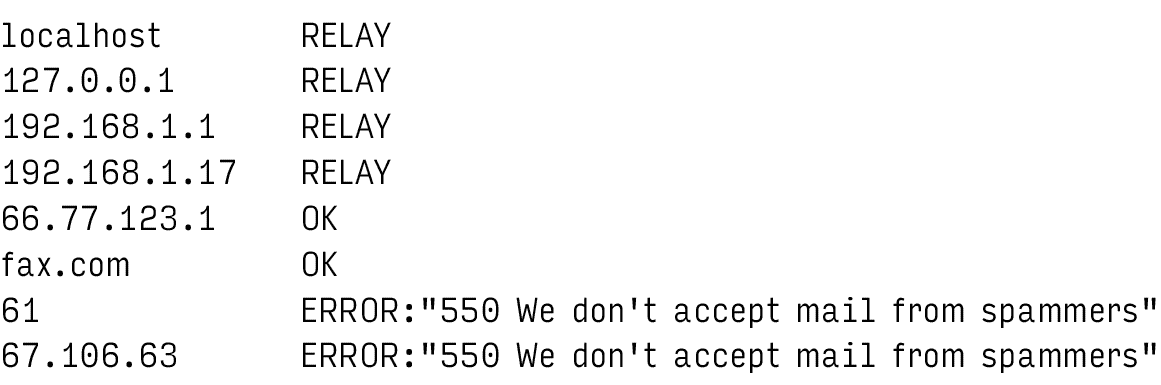 localhost RELAY
127.0.0.1 RELAY
192.168.1.1 RELAY
192.168.1.17 RELAY
66.77.123.1 OK
fax.com OK
61 ERROR:"550 We don't accept mail from spammers"
67.106.63 ERROR:"550 We don't accept mail from spammers"